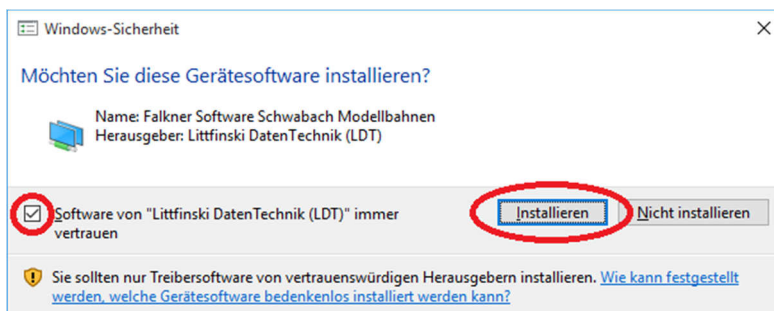 Windows-Sicherheit
Möchten Sie diese Gerätesoftware installieren?
Name: Falkner Software Schwabach Modellbahnen
Herausgeber: Littfinski DatenTechnik (LDT)
Software von "Littfinski DatenTechnik (LDT)" immer
vertrauen
Installieren
Nicht installieren
Sie sollten nur Treibersoftware von vertrauenswürdigen Herausgebern installieren. Wie kann festgestellt
werden, welche Gerätesoftware bedenkenlos installiert werden kann?